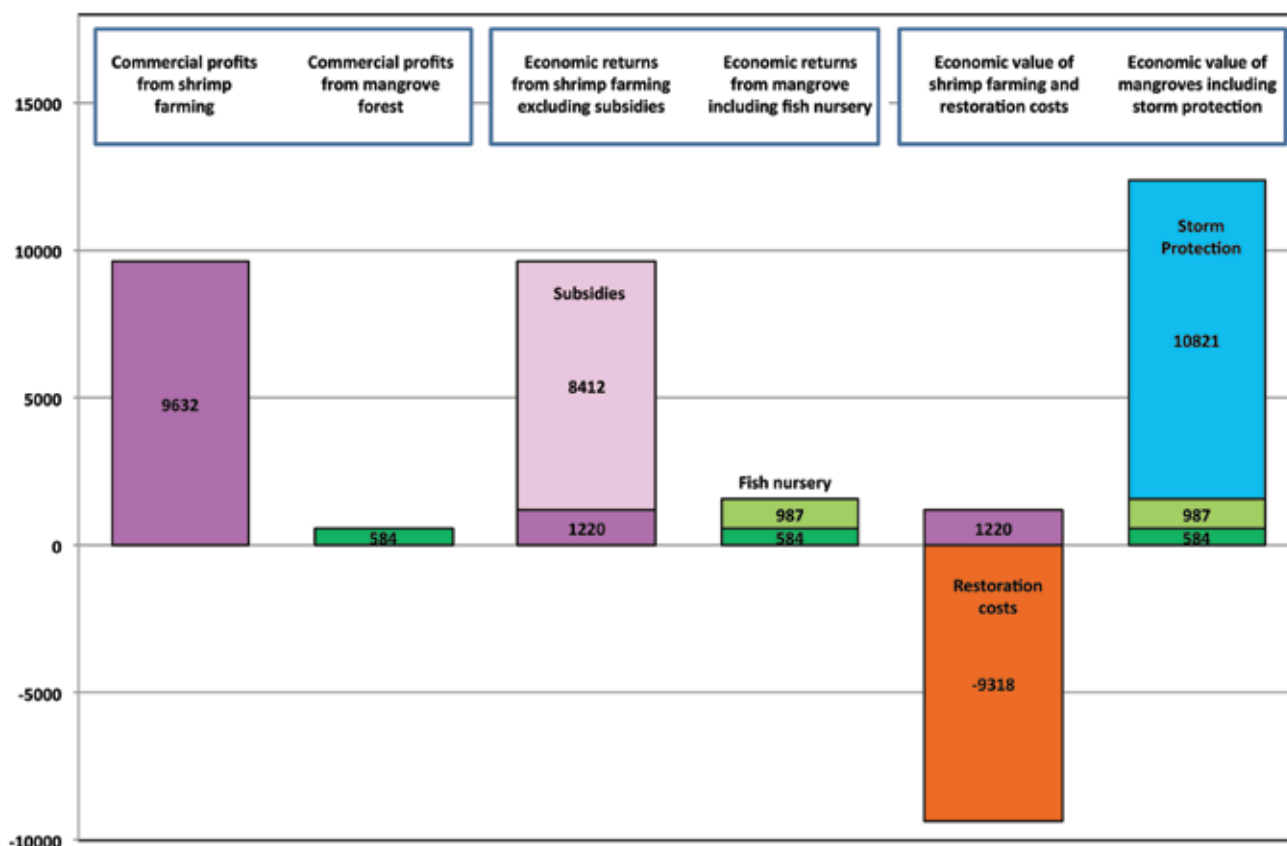 Commercial profits
from shrimp
farming
Commercial profits
from mangrove
forest
Economic returns
from shrimp farming
excluding subsidies
Economic returns
from mangrove
including fish nursery
Economic value of
shrimp farming and
restoration costs
Economic value of
mangroves including
storm protection
15000
10000
5000
0
-5000
-10000
9632
584
Subsidies
8412
1220
Fish nursery
987
584
1220
Restoration
costs
-9318
Storm
Protection
10821
987
584